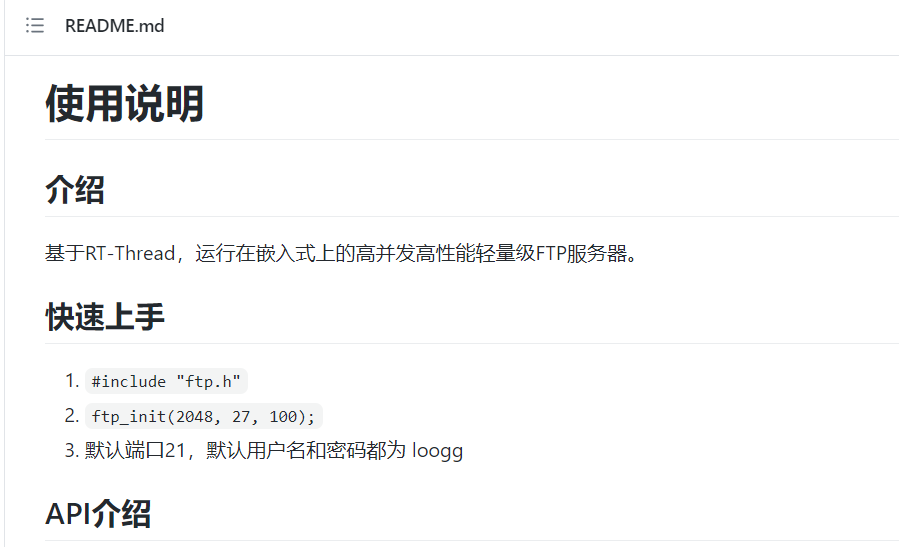 README.md
使用说明
介绍
基于RT-Thread，运行在嵌入式上的高并发高性能轻量级FTP服务器。
快速上手
1. #include "ftp.h"
2. ftp_init(2048, 27, 100);
3. 默认端口21，默认用户名和密码都为 loogg
API介绍